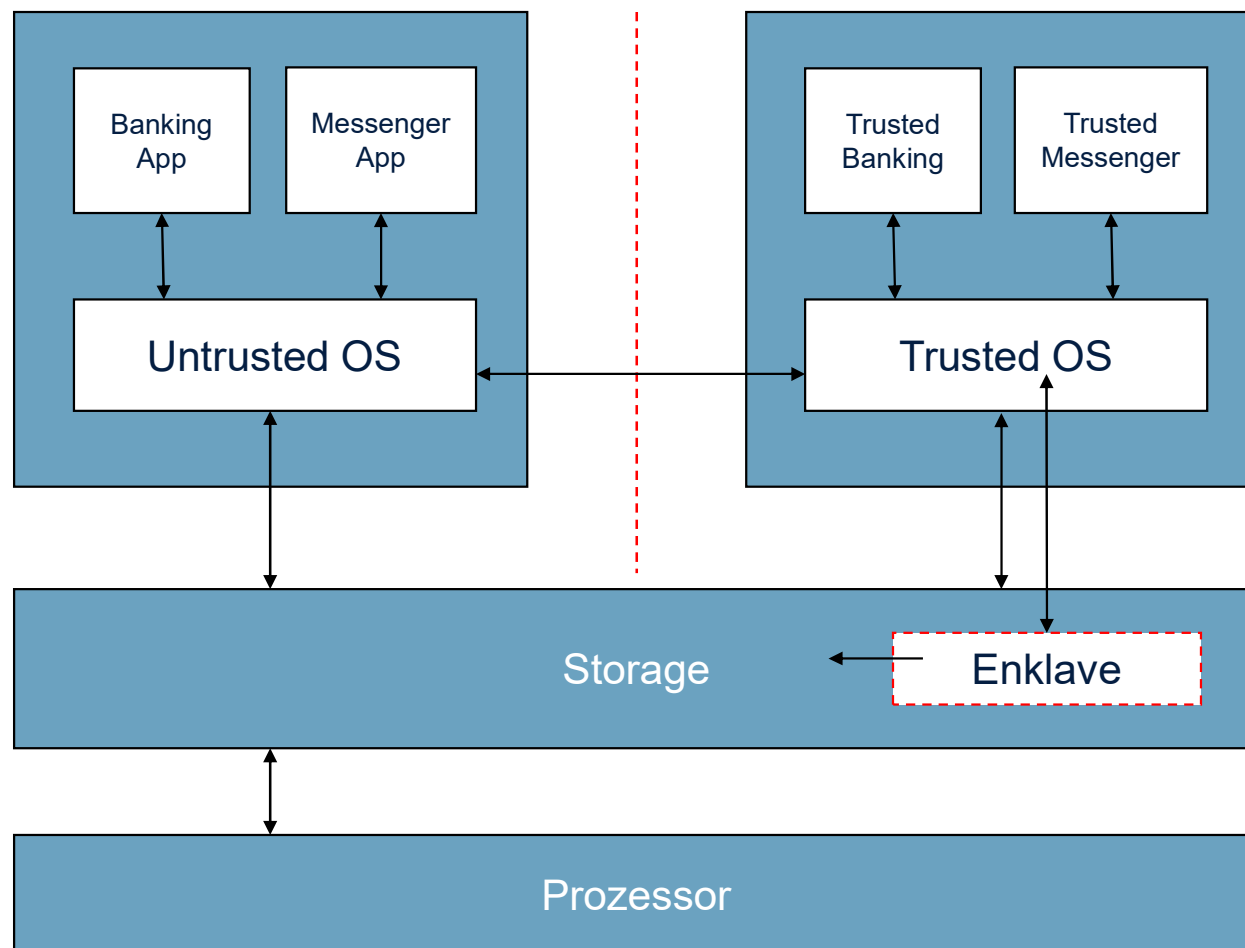 Banking
App
Messenger
App
Trusted
Banking
Trusted
Messenger
Untrusted OS
Trusted OS
Storage
Enklave
Prozessor